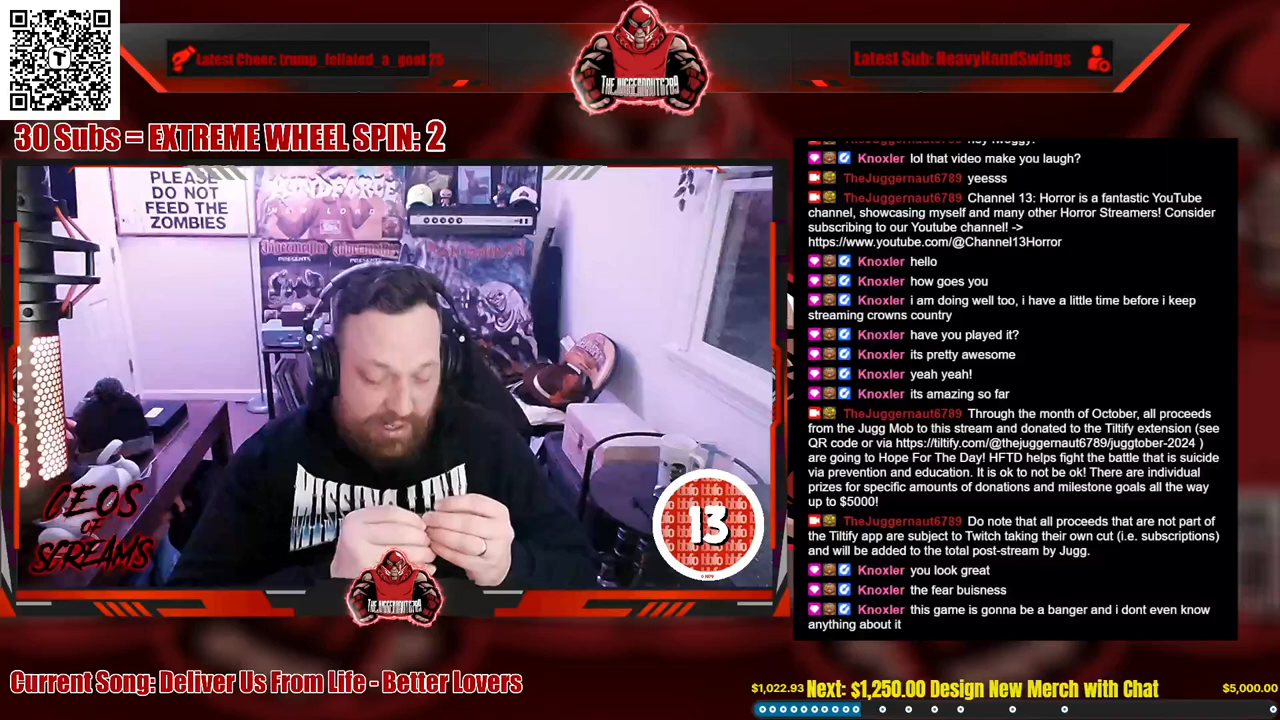 Latest Cheer: trump_fellated_a_goat 25
THEJUGGERNAUT6789
Latest Sub: HeavyHandSwings
30 Subs = EXTREME WHEEL SPIN: 2
PLEASE
DO NOT
FEED THE
ZOMBIES
MINDFORCE
NEW LORD
Jägermeister
PRESENTS
Jägermeister
PRESENTS
MISSING LINK
CEOS
OF
SCREAMS
13
THEJUGGERNAUT6789
Knoxler lol that video make you laugh?
TheJuggernaut6789 yeesss
TheJuggernaut6789 Channel 13: Horror is a fantastic YouTube
channel, showcasing myself and many other Horror Streamers! Consider
subscribing to our Youtube channel! ->
https://www.youtube.com/@Channel13Horror
Knoxler hello
Knoxler how goes you
Knoxler i am doing well too, i have a little time before i keep
streaming crowns country
Knoxler have you played it?
Knoxler its pretty awesome
Knoxler yeah yeah!
Knoxler its amazing so far
TheJuggernaut6789 Through the month of October, all proceeds
from the Jugg Mob to this stream and donated to the Tiltify extension (see
QR code or via https://tiltify.com/@thejuggernaut6789/juggtober-2024 )
are going to Hope For The Day! HFTD helps fight the battle that is suicide
via prevention and education. It is ok to not be ok! There are individual
prizes for specific amounts of donations and milestone goals all the way
up to $5000!
TheJuggernaut6789 Do note that all proceeds that are not part of
the Tiltify app are subject to Twitch taking their own cut (i.e. subscriptions)
and will be added to the total post-stream by Jugg.
Knoxler you look great
Knoxler the fear buisness
Knoxler this game is gonna be a banger and i dont even know
anything about it
Current Song: Deliver Us From Life - Better Lovers
$1,022.93 Next: $1,250.00 Design New Merch with Chat $5,000.00